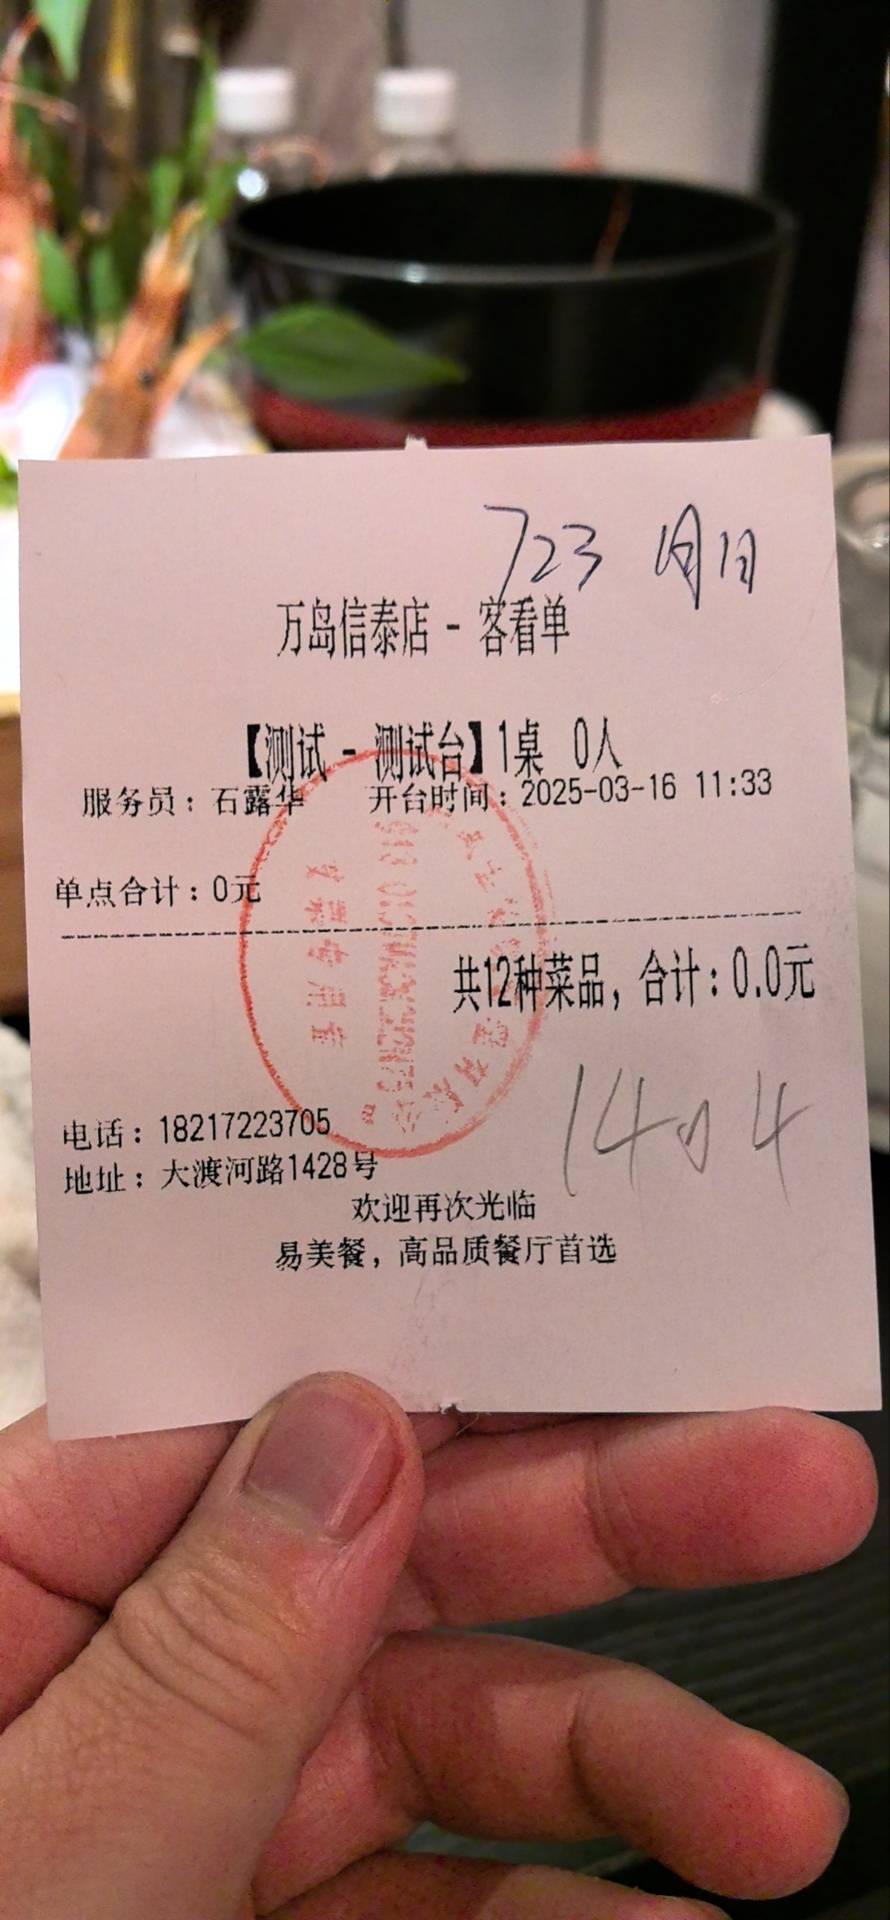 723
万岛信泰店 - 客看单
【测试 - 测试台】1桌 0人
服务员：石露华 开台时间：2025-03-16 11:33
单点合计：0元
共12种菜品，合计：0.0元
电话：18217223705
地址：大渡河路1428号
欢迎再次光临
易美餐，高品质餐厅首选